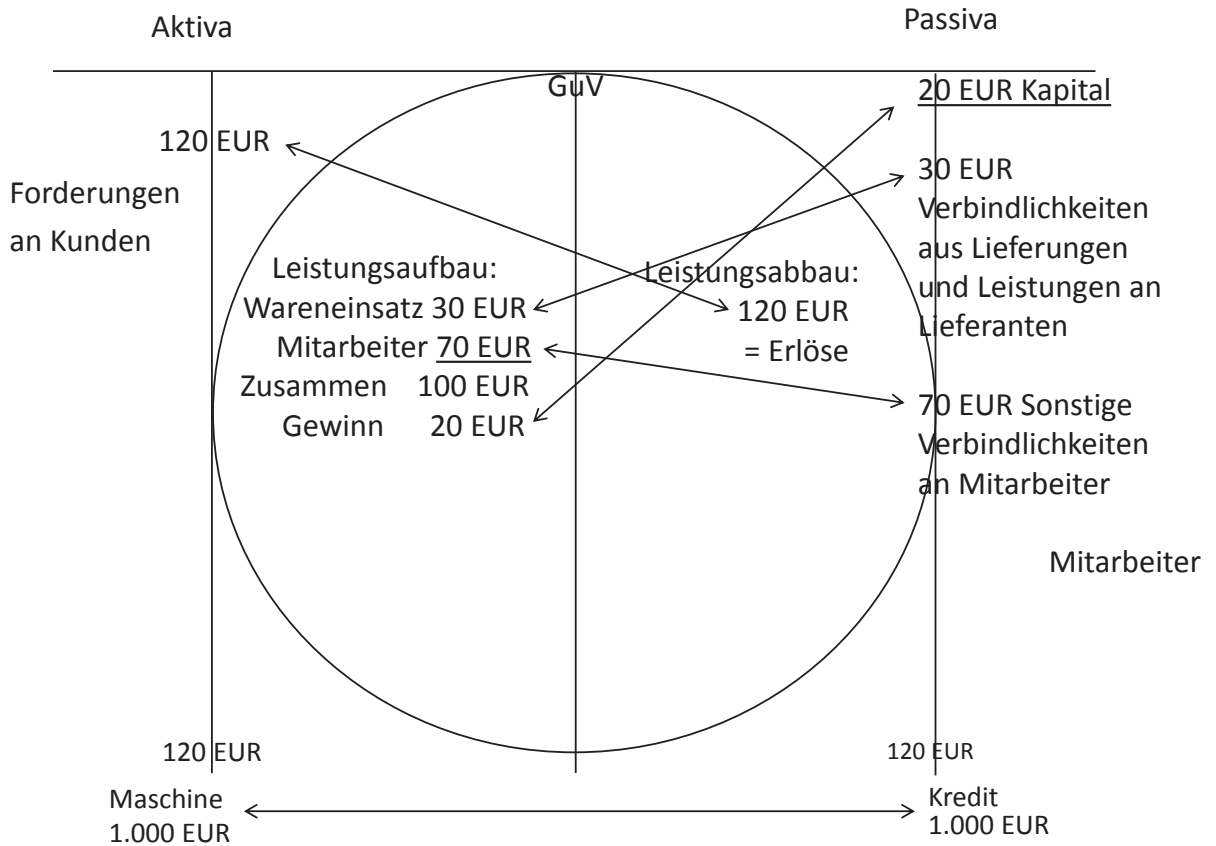 Aktiva
Passiva
GuV
20 EUR Kapital
120 EUR
Forderungen
an Kunden
30 EUR
Verbindlichkeiten
aus Lieferungen
und Leistungen an
Lieferanten
Leistungsaufbau:
Wareneinsatz 30 EUR
Mitarbeiter 70 EUR
Zusammen 100 EUR
Gewinn 20 EUR
Leistungsabbau:
120 EUR
= Erlöse
70 EUR Sonstige
Verbindlichkeiten
an Mitarbeiter
Mitarbeiter
120 EUR
120 EUR
Maschine
1.000 EUR
Kredit
1.000 EUR